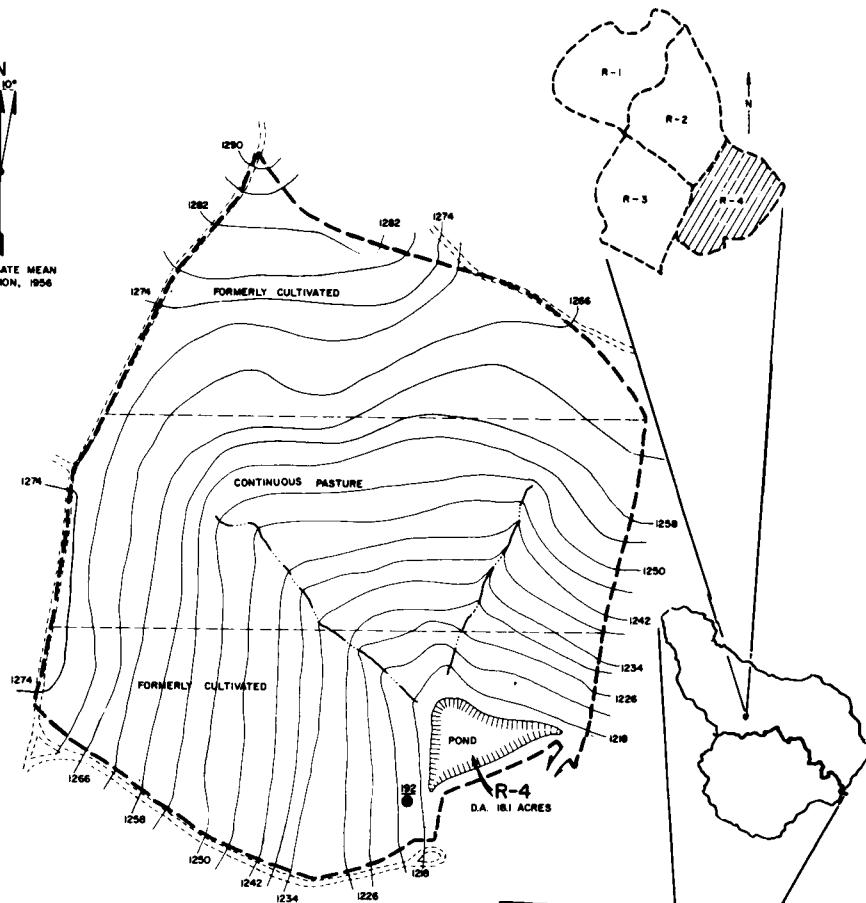 N
10°
ATE MEAN
ION, 1956
R-1
R-2
N
R-3
R-4
1290
1282
1282
1274
1274
FORMERLY CULTIVATED
1266
1274
CONTINUOUS PASTURE
1258
1250
1242
1234
1226
1218
1274
FORMERLY CULTIVATED
POND
192
R-4
D.A. 18.1 ACRES
1266
1258
1250
1242
1234
1226
1218